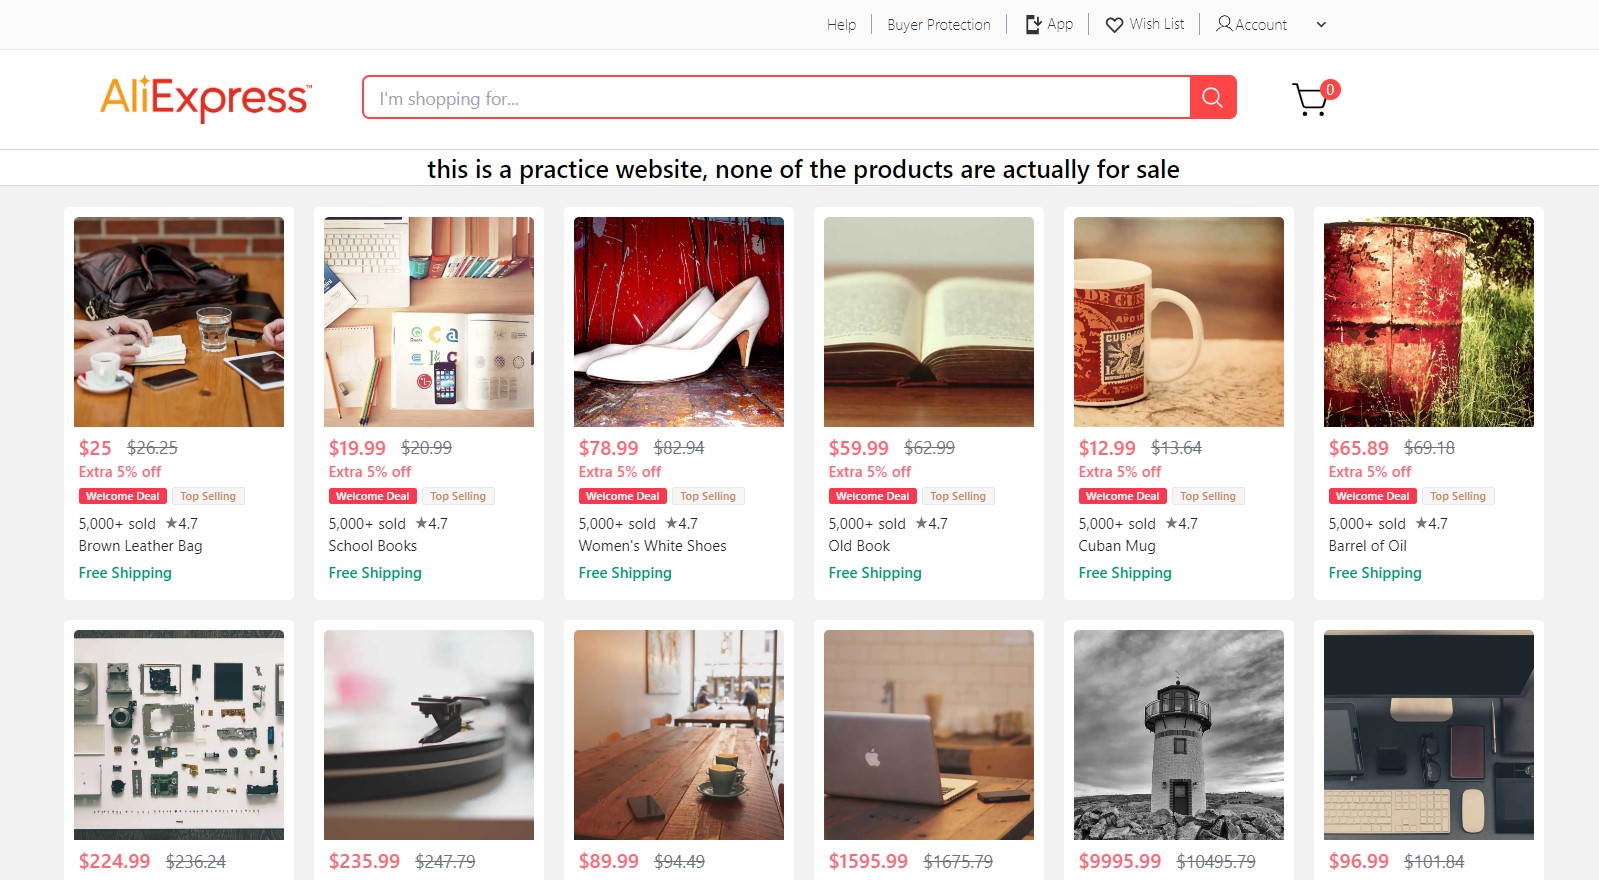 Help
Buyer Protection
App
Wish List
Account
AliExpress™
I'm shopping for...
0
this is a practice website, none of the products are actually for sale
$25 $26.25
Extra 5% off
Welcome Deal Top Selling
5,000+ sold ★4.7
Brown Leather Bag
Free Shipping
$19.99 $20.99
Extra 5% off
Welcome Deal Top Selling
5,000+ sold ★4.7
School Books
Free Shipping
$78.99 $82.94
Extra 5% off
Welcome Deal Top Selling
5,000+ sold ★4.7
Women's White Shoes
Free Shipping
$59.99 $62.99
Extra 5% off
Welcome Deal Top Selling
5,000+ sold ★4.7
Old Book
Free Shipping
$12.99 $13.64
Extra 5% off
Welcome Deal Top Selling
5,000+ sold ★4.7
Cuban Mug
Free Shipping
$65.89 $69.18
Extra 5% off
Welcome Deal Top Selling
5,000+ sold ★4.7
Barrel of Oil
Free Shipping
$224.99 $236.24
$235.99 $247.79
$89.99 $94.49
$1595.99 $1675.79
$9995.99 $10495.79
$96.99 $101.84